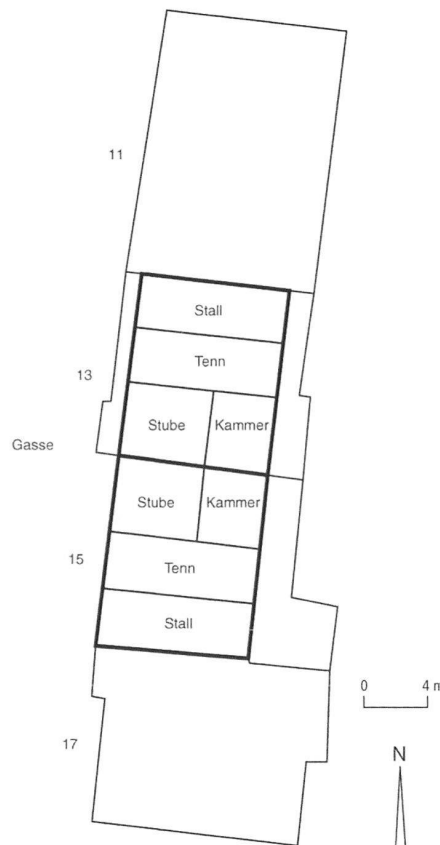 11
Stall
Tenn
13
Stube Kammer
Gasse
Stube Kammer
15
Tenn
Stall
0 4 m
17
N